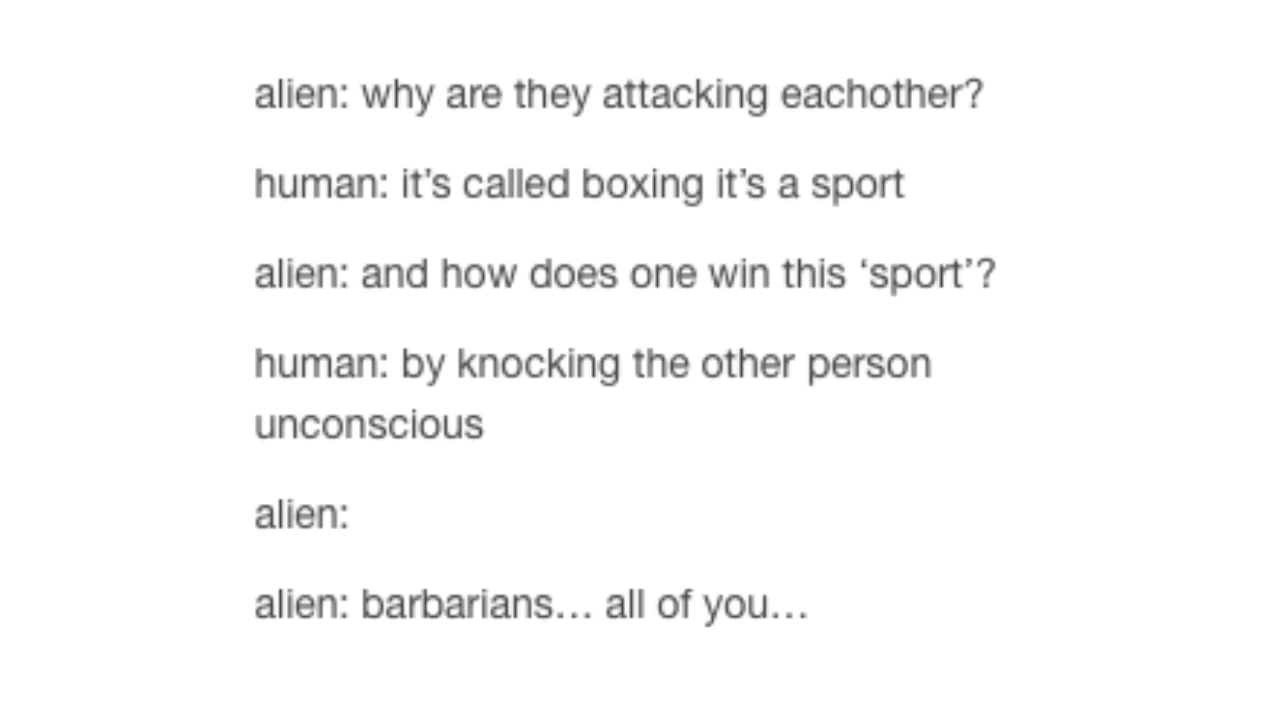 alien: why are they attacking eachother?
human: it’s called boxing it’s a sport
alien: and how does one win this ‘sport’?
human: by knocking the other person
unconscious
alien:
alien: barbarians… all of you…